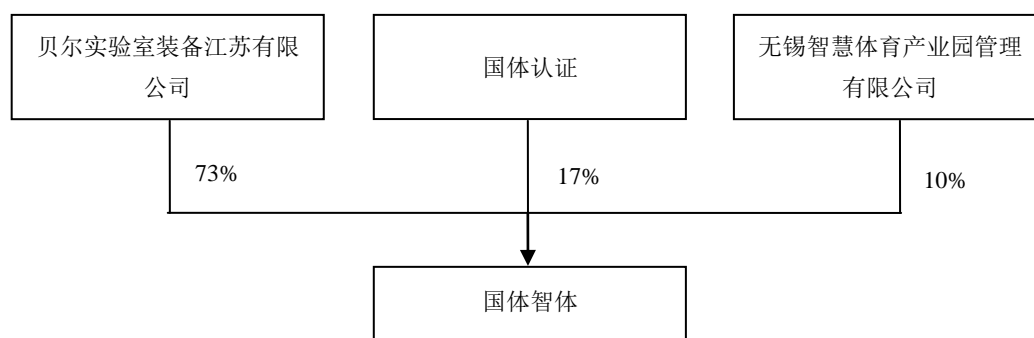 贝尔实验室装备江苏有限
公司
国体认证
无锡智慧体育产业园管理
有限公司
73%
17%
10%
国体智体